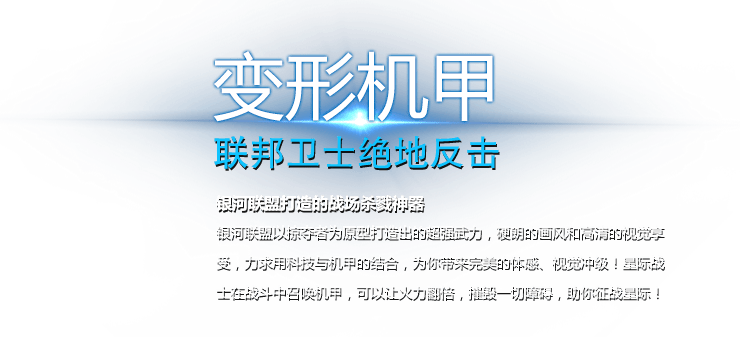 变形机甲
联邦卫士绝地反击
银河联盟打造的战场杀戮神器
银河联盟以掠夺者为原型打造出的超强武力，硬朗的画风和高清的视觉享
受，力求用科技与机甲的结合，为你带来完美的体感、视觉冲级！星际战
士在战斗中召唤机甲，可以让火力翻倍，摧毁一切障碍，助你征战星际！